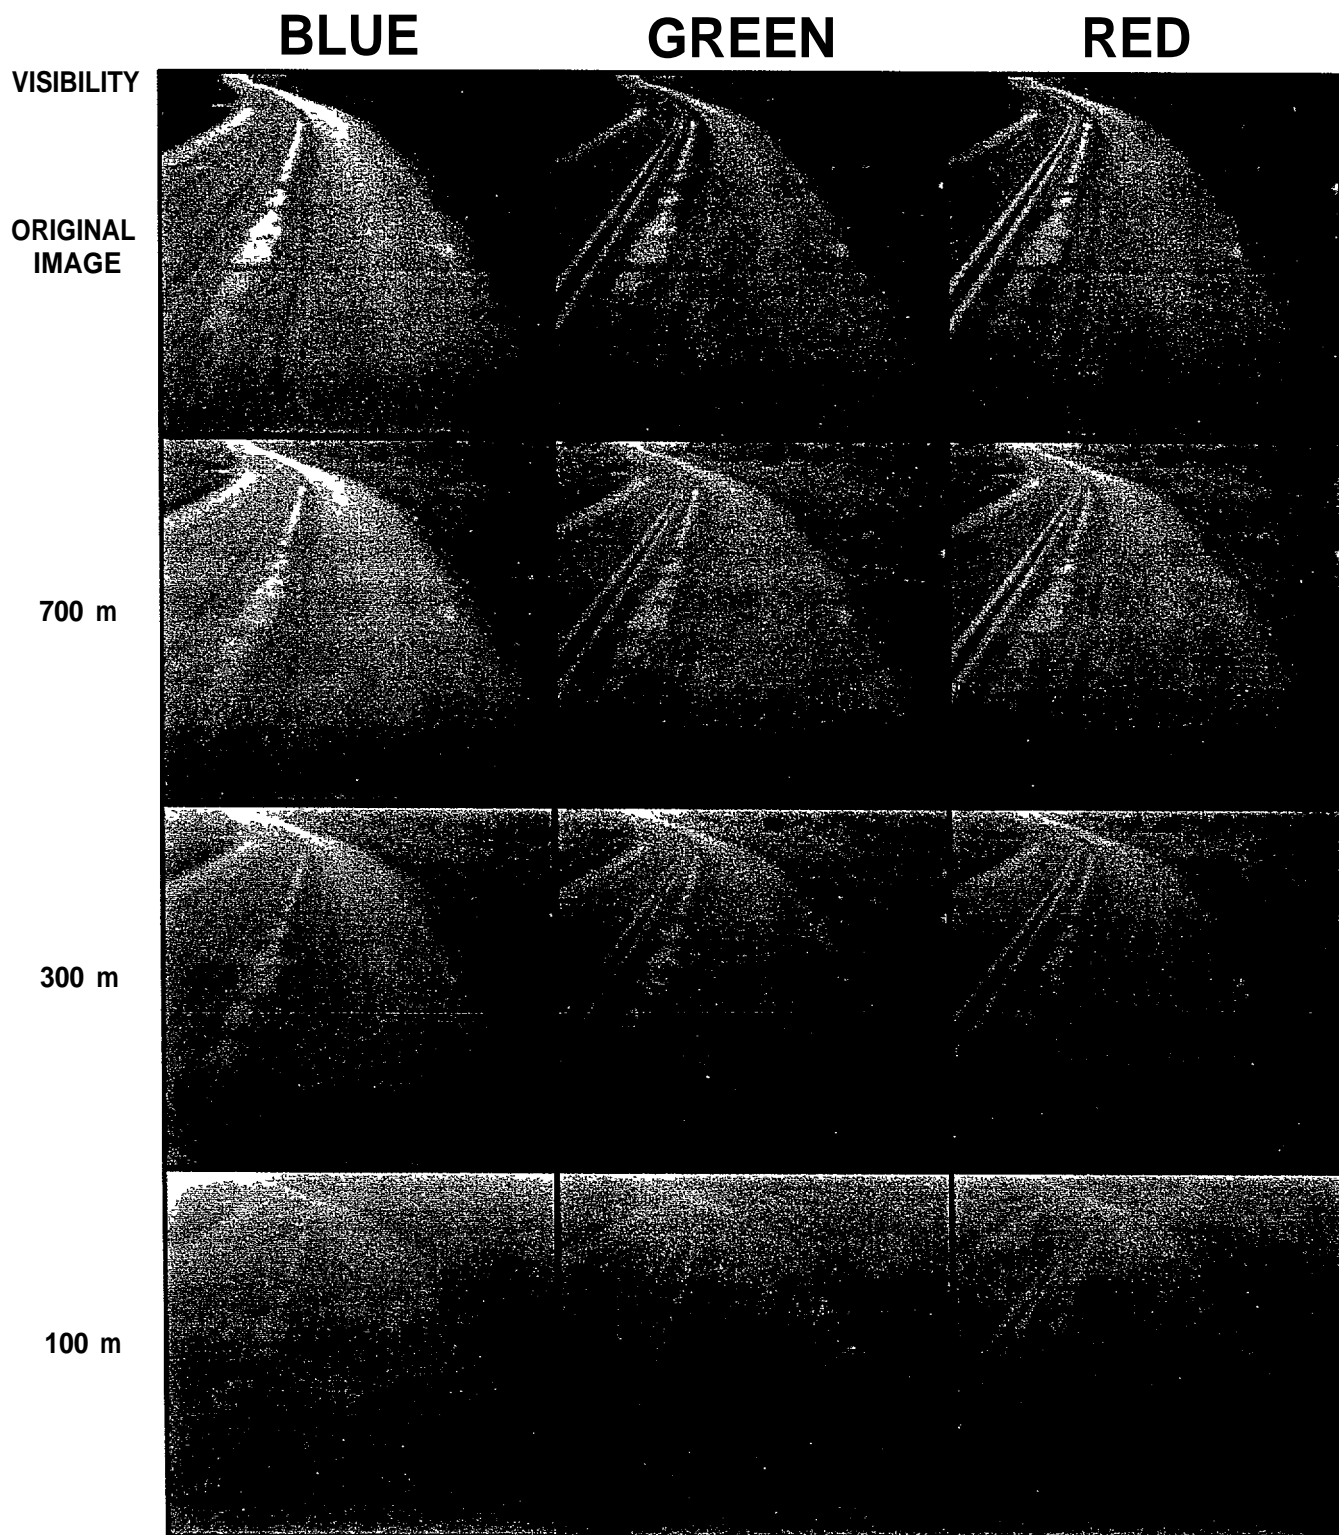 BLUE GREEN RED
VISIBILITY
ORIGINAL
IMAGE
700 m
300 m
100 m